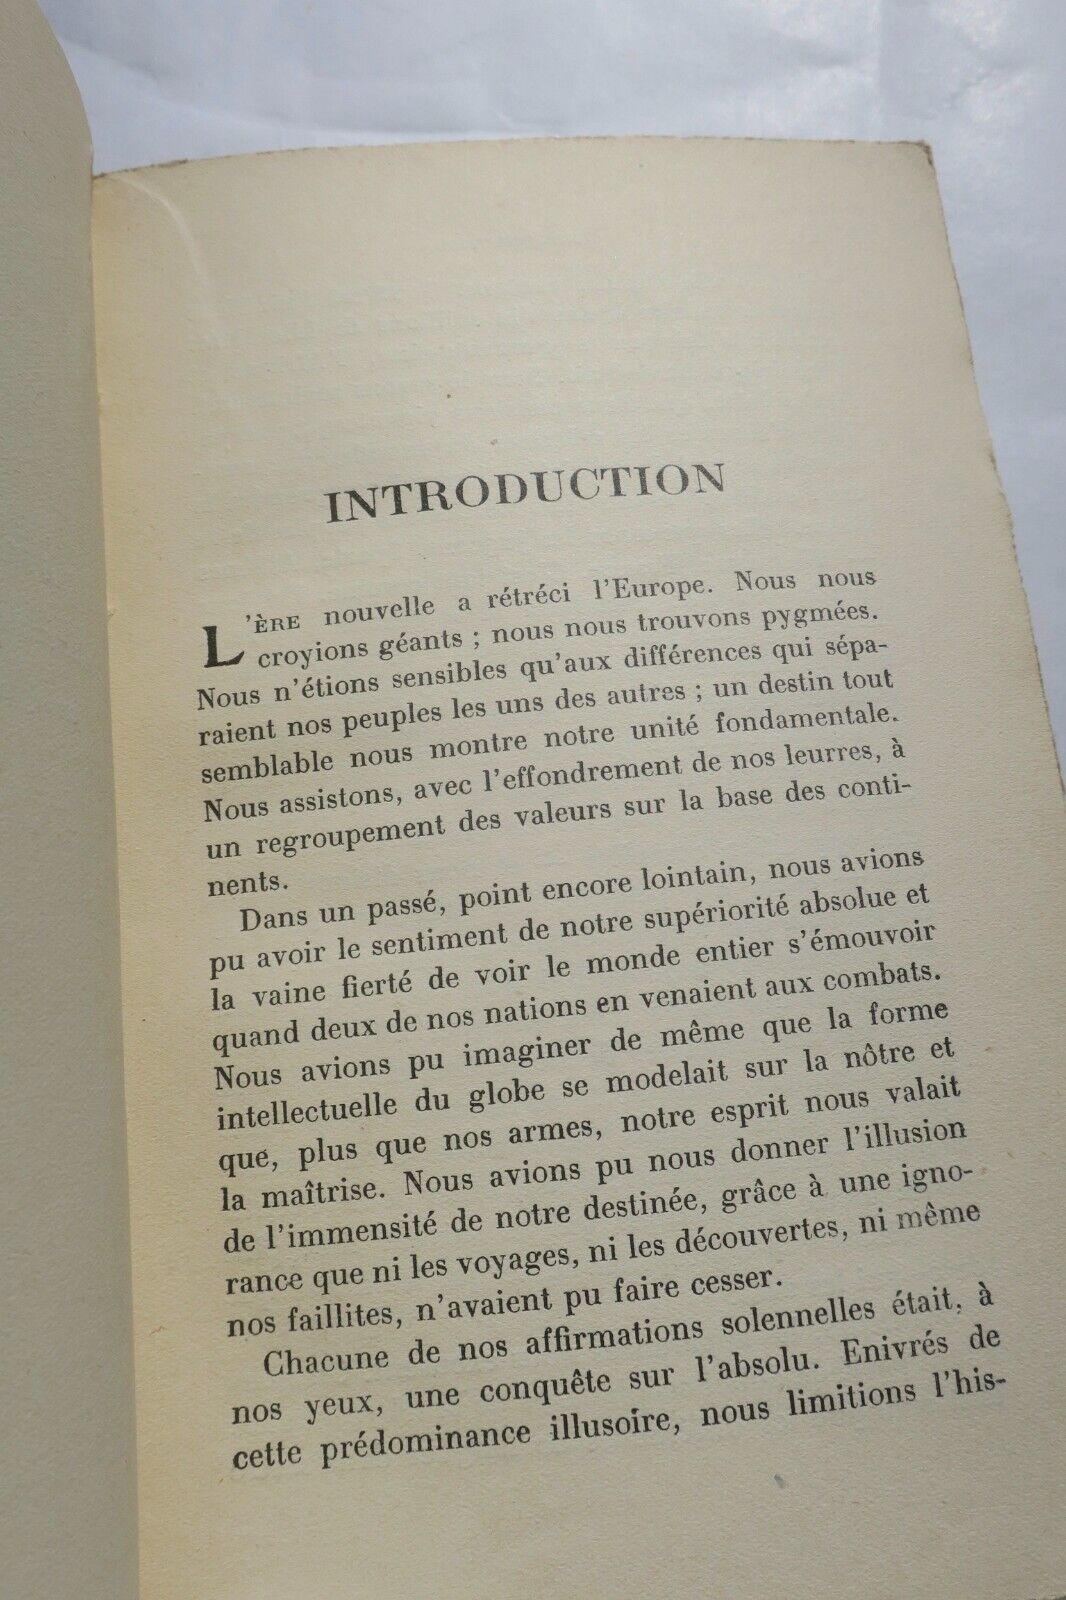 INTRODUCTION
L'ÈRE nouvelle a rétréci l'Europe. Nous nous
croyions géants ; nous nous trouvons pygmées.
Nous n'étions sensibles qu'aux différences qui sépa-
raient nos peuples les uns des autres ; un destin tout
semblable nous montre notre unité fondamentale.
Nous assistons, avec l'effondrement de nos leurres, à
un regroupement des valeurs sur la base des conti-
nents.
Dans un passé, point encore lointain, nous avions
pu avoir le sentiment de notre supériorité absolue et
la vaine fierté de voir le monde entier s'émouvoir
quand deux de nos nations en venaient aux combats.
Nous avions pu imaginer de même que la forme
intellectuelle du globe se modelait sur la nôtre et
que, plus que nos armes, notre esprit nous valait
la maîtrise. Nous avions pu nous donner l'illusion
de l'immensité de notre destinée, grâce à une igno-
rance que ni les voyages, ni les découvertes, ni même
nos faillites, n'avaient pu faire cesser.
Chacune de nos affirmations solennelles était, à
nos yeux, une conquête sur l'absolu. Enivrés de
cette prédominance illusoire, nous limitions l'his-